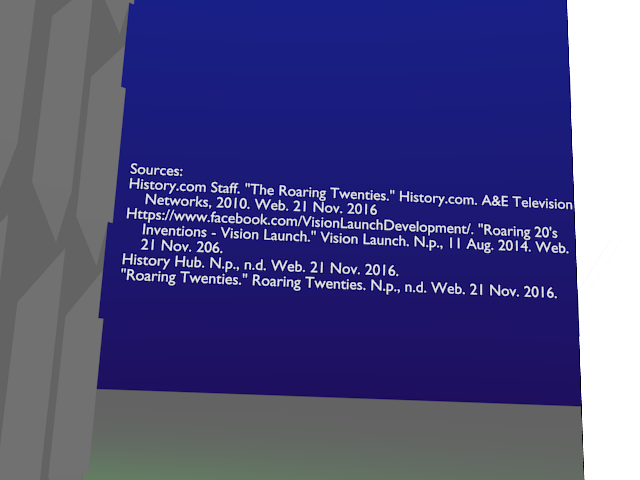 Sources:
History.com Staff. "The Roaring Twenties." History.com. A&E Television
Networks, 2010. Web. 21 Nov. 2016
Https://www.facebook.com/VisionLaunchDevelopment/. "Roaring 20's
Inventions - Vision Launch." Vision Launch. N.p., 11 Aug. 2014. Web.
21 Nov. 206.
History Hub. N.p., n.d. Web. 21 Nov. 2016.
"Roaring Twenties." Roaring Twenties. N.p., n.d. Web. 21 Nov. 2016.